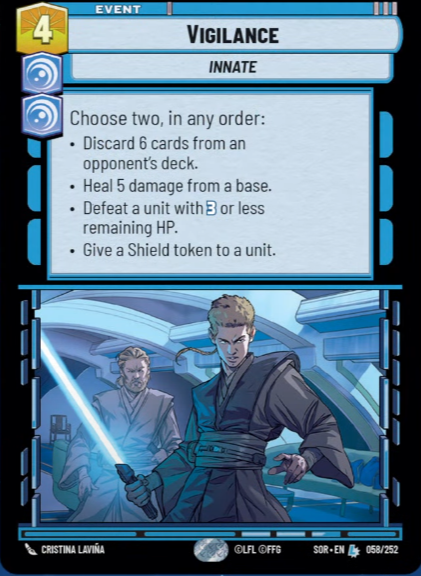 EVENT
4
VIGILANCE
INNATE
Choose two, in any order:
• Discard 6 cards from an
opponent's deck.
• Heal 5 damage from a base.
• Defeat a unit with 3 or less
remaining HP.
• Give a Shield token to a unit.
CRISTINA LAVIÑA ©LFL ©FFG SOR•EN L 058/252